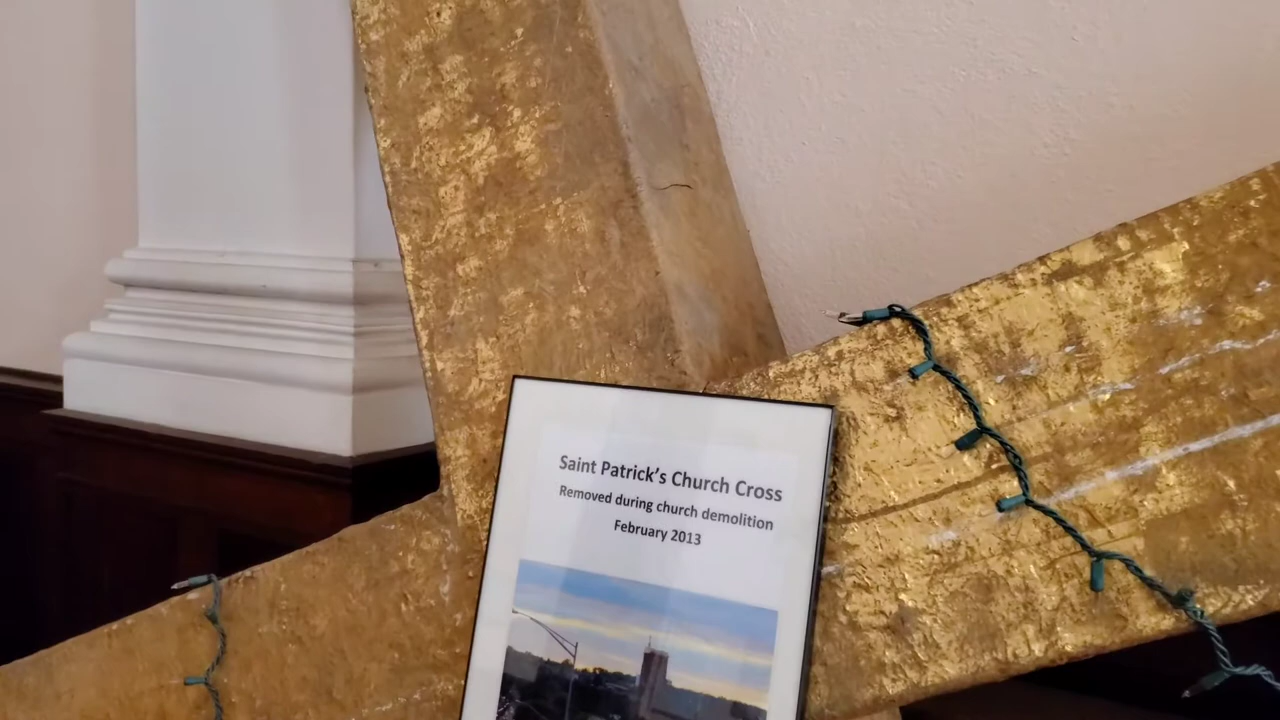 Saint Patrick's Church Cross
Removed during church demolition
February 2013